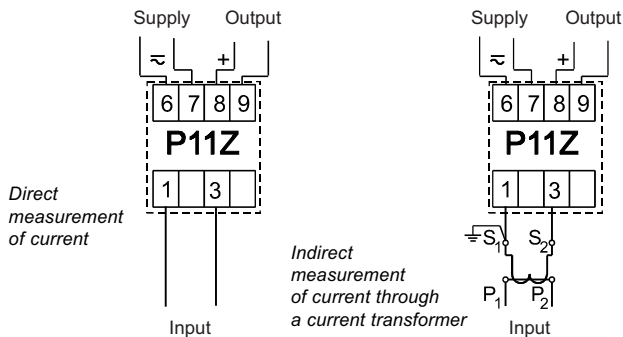 Supply Output
≂ +
6 7 8 9
P11Z
1 3
Direct
measurement
of current
Input
Supply Output
≂ +
6 7 8 9
P11Z
1 3
S1 S2
Indirect
measurement
of current through
a current transformer
P1 P2
Input